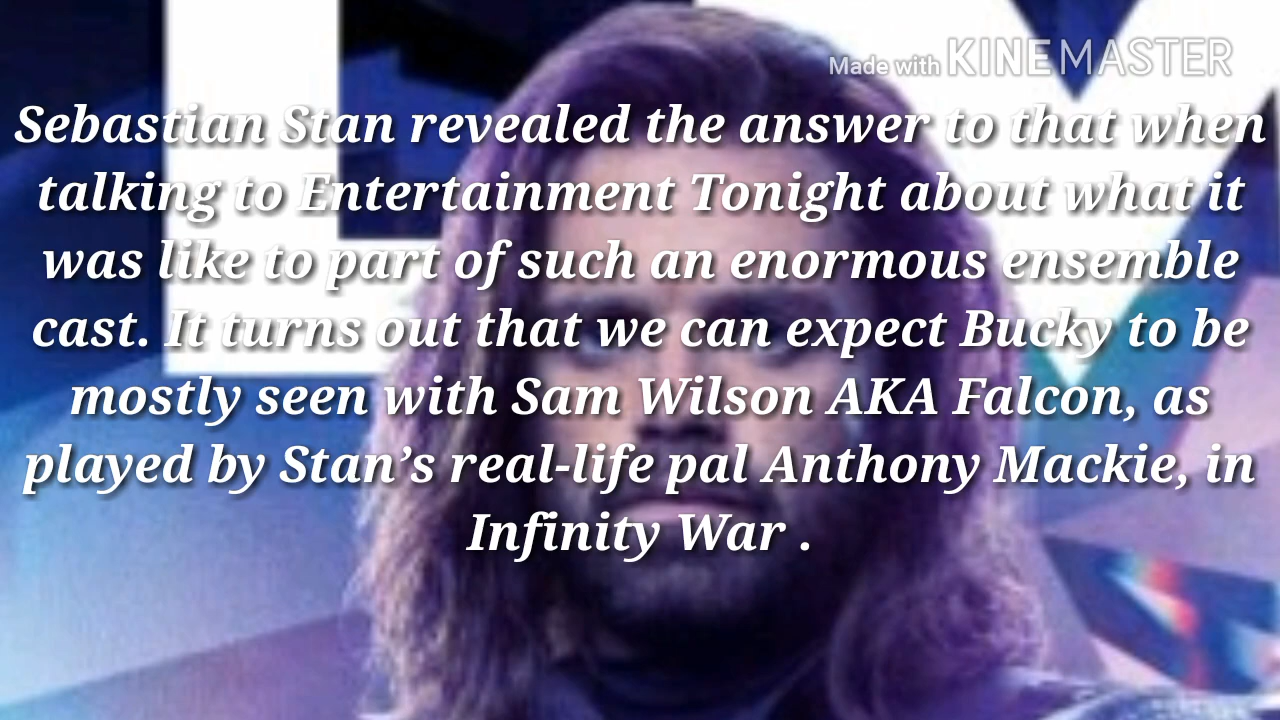 Made with KINEMASTER
Sebastian Stan revealed the answer to that when
talking to Entertainment Tonight about what it
was like to part of such an enormous ensemble
cast. It turns out that we can expect Bucky to be
mostly seen with Sam Wilson AKA Falcon, as
played by Stan’s real-life pal Anthony Mackie, in
Infinity War .